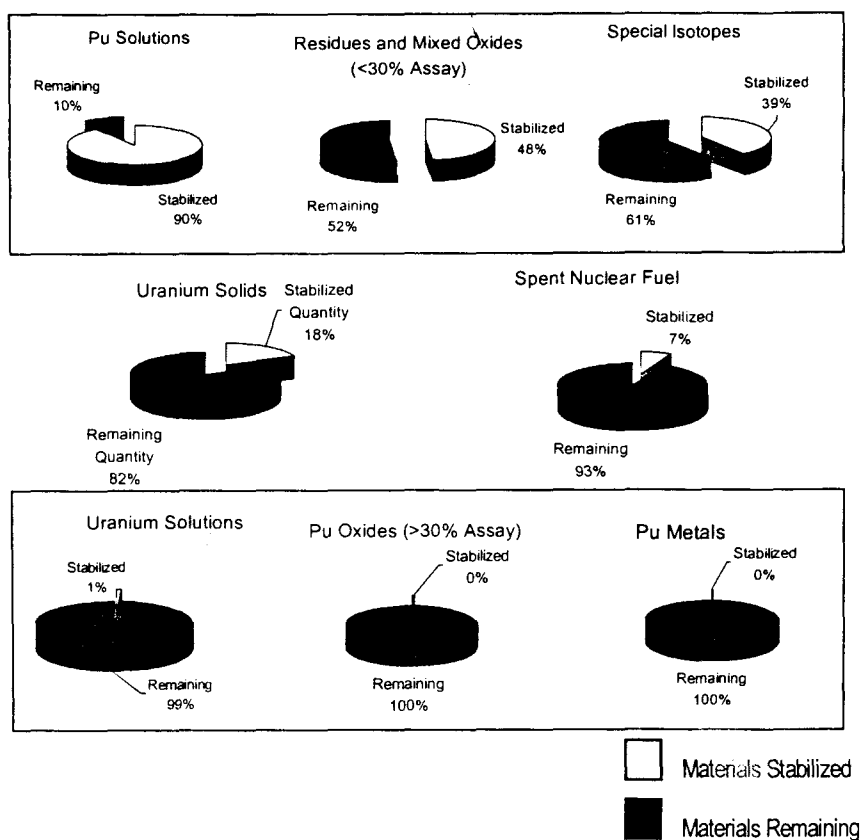 Pu Solutions
Remaining
10%
Stabilized
90%
Residues and Mixed Oxides
(<30% Assay)
Stabilized
48%
Remaining
52%
Special Isotopes
Stabilized
39%
Remaining
61%
Uranium Solids
Stabilized
Quantity
18%
Remaining
Quantity
82%
Spent Nuclear Fuel
Stabilized
7%
Remaining
93%
Uranium Solutions
Stabilized
1%
Remaining
99%
Pu Oxides (>30% Assay)
Stabilized
0%
Remaining
100%
Pu Metals
Stabilized
0%
Remaining
100%
Materials Stabilized
Materials Remaining